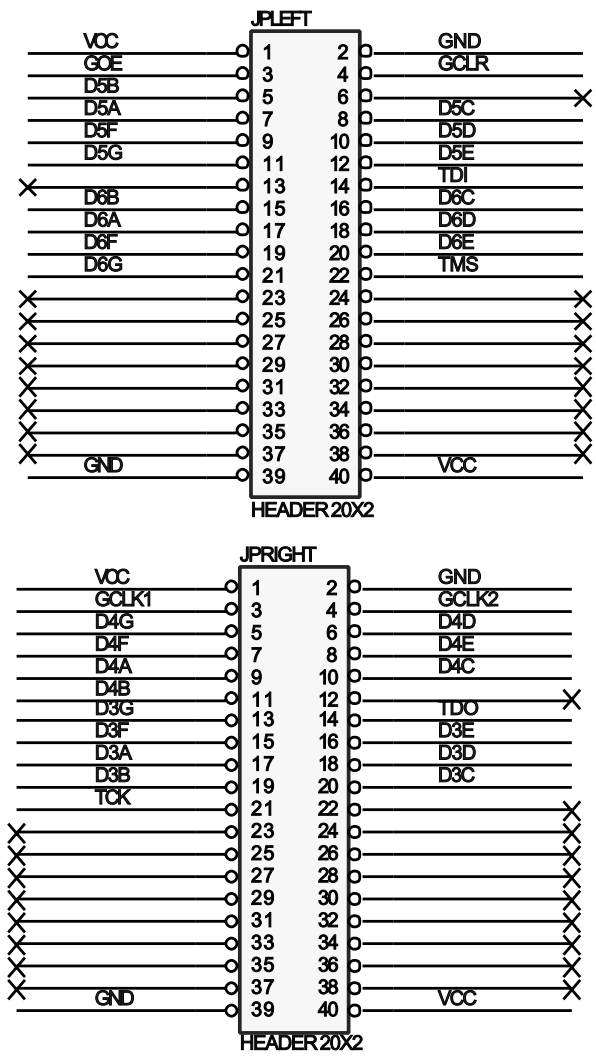 JPLEFT
VCC 1 2 GND
GOE 3 4 GCLR
D5B 5 6
D5A 7 8 D5C
D5F 9 10 D5D
D5G 11 12 D5E
13 14 TDI
D6B 15 16 D6C
D6A 17 18 D6D
D6F 19 20 D6E
D6G 21 22 TMS
23 24
25 26
27 28
29 30
31 32
33 34
35 36
37 38
GND 39 40 VCC
HEADER 20X2
JPRIGHT
VCC 1 2 GND
GCLK1 3 4 GCLK2
D4G 5 6 D4D
D4F 7 8 D4E
D4A 9 10 D4C
D4B 11 12
D3G 13 14 TDO
D3F 15 16 D3E
D3A 17 18 D3D
D3B 19 20 D3C
TCK 21 22
23 24
25 26
27 28
29 30
31 32
33 34
35 36
37 38
GND 39 40 VCC
HEADER 20X2